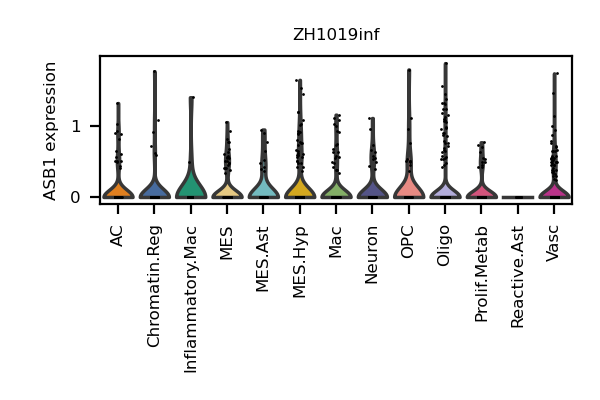 ZH1019inf
ASB1 expression
1
0
AC
Chromatin.Reg
Inflammatory.Mac
MES
MES.Ast
MES.Hyp
Mac
Neuron
OPC
Oligo
Prolif.Metab
Reactive.Ast
Vasc